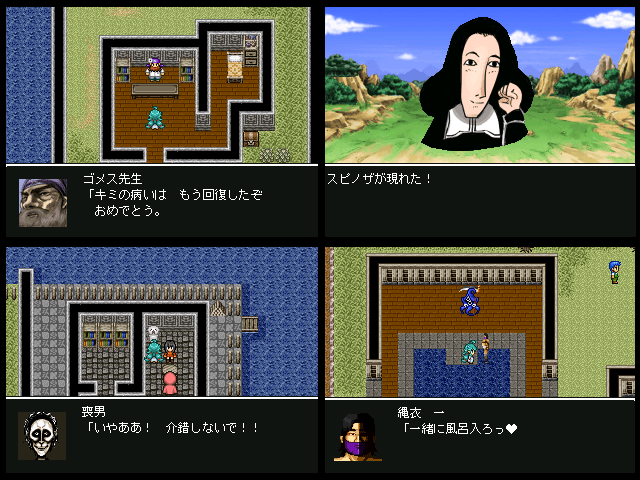 ゴメス先生
「キミの病いは　もう回復したぞ
おめでとう。
スピノザが現れた！
喪男
「いやああ！　介錯しないで！！
縄衣　一
「一緒に風呂入ろっ♥